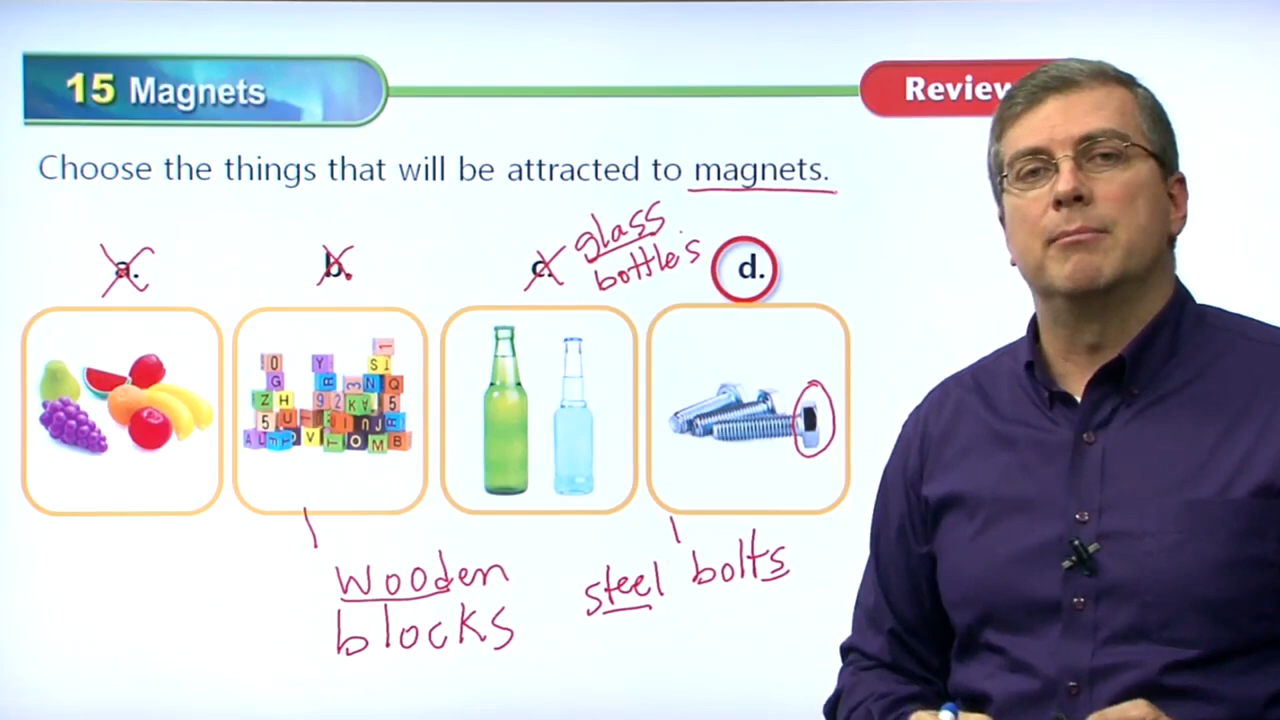 15 Magnets
Review
Choose the things that will be attracted to magnets.
a.
b.
c.
glass
bottles
d.
wooden
blocks
steel bolts